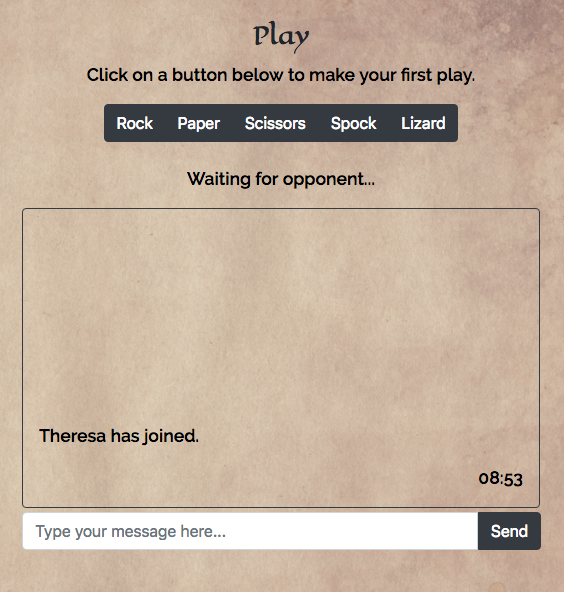 Play
Click on a button below to make your first play.
Rock Paper Scissors Spock Lizard
Waiting for opponent...
Theresa has joined.
08:53
Type your message here... Send